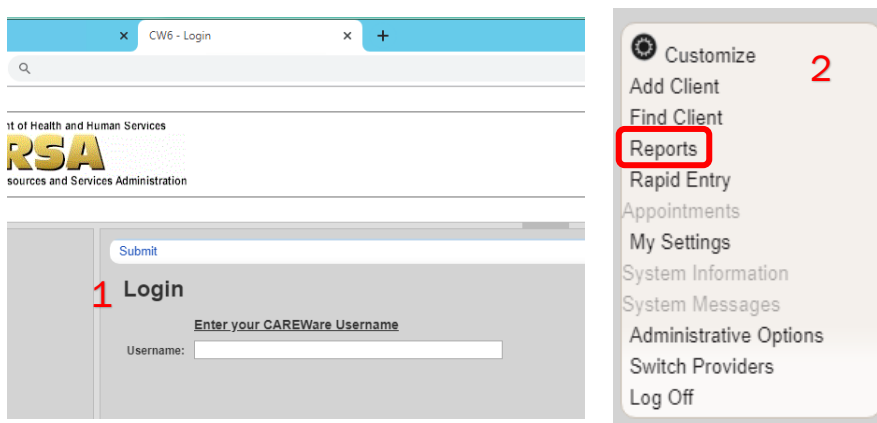 CW6 - Login
nt of Health and Human Services
RSA
sources and Services Administration
Submit
1
Login
Enter your CAREWare Username
Username:
2
Customize
Add Client
Find Client
Reports
Rapid Entry
Appointments
My Settings
System Information
System Messages
Administrative Options
Switch Providers
Log Off